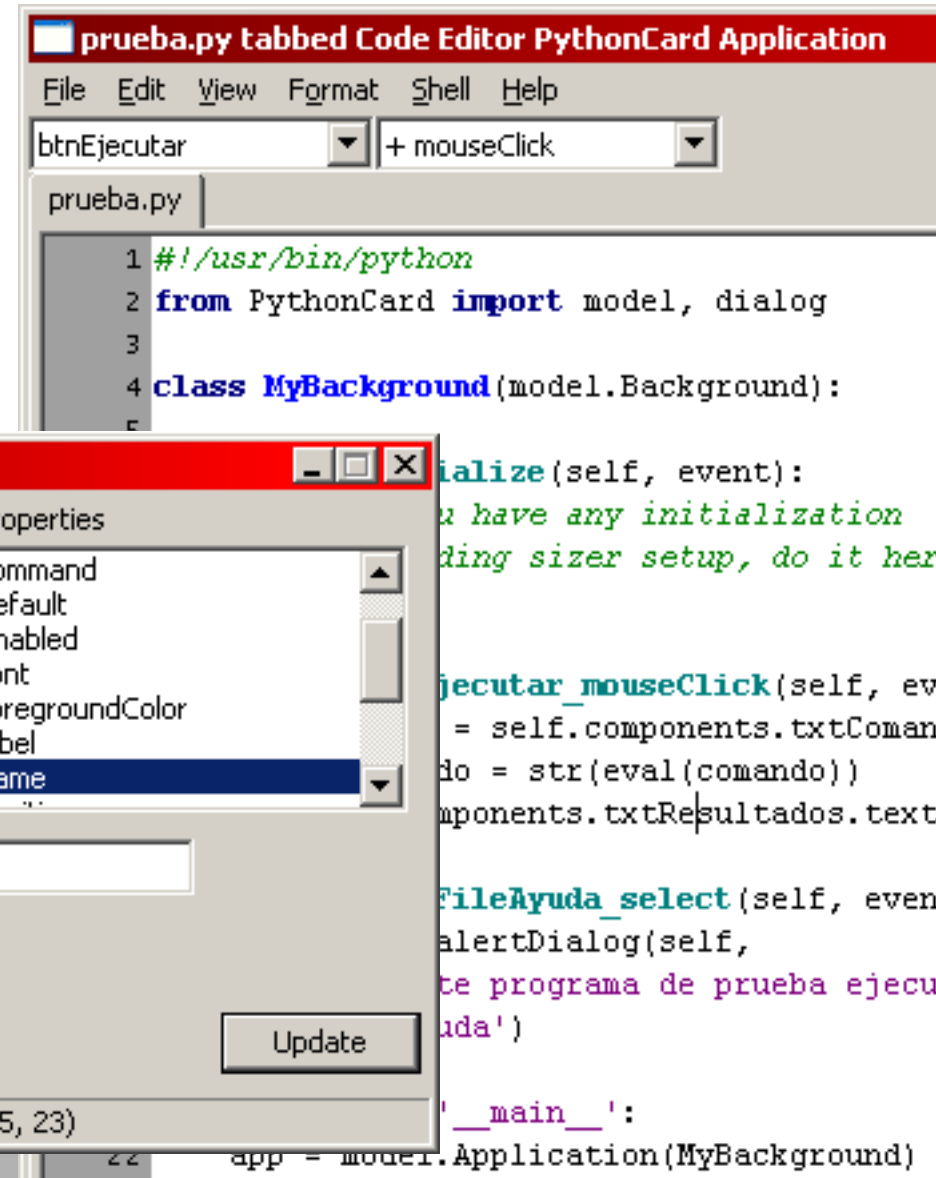 prueba.py tabbed Code Editor PythonCard Application
File Edit View Format Shell Help
btnEjecutar + mouseClick
prueba.py
1 #!/usr/bin/python
2 from PythonCard import model, dialog
3
4 class MyBackground(model.Background):
5
ialize(self, event):
operties
u have any initialization
ommand
ding sizer setup, do it her
efault
nabled
ont
jecutar_mouseClick(self, ev
oregroundColor
= self.components.txtComan
bel
ame
do = str(eval(comando))
mponents.txtResultados.text
FileAyuda_select(self, even
alertDialog(self,
te programa de prueba ejecu
uda')
Update
'__main__':
5, 23)
22 app = model.Application(MyBackground)